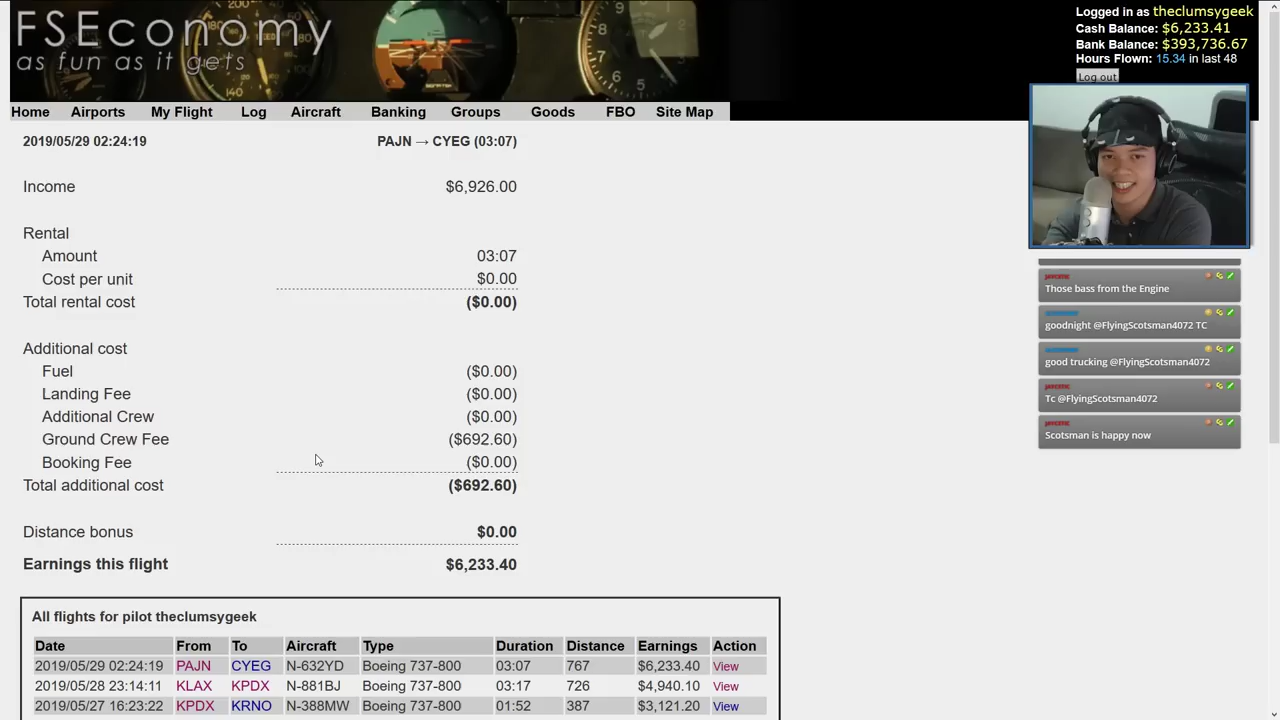 FSEconomy
as fun as it gets
Logged in as theclumsygeek
Cash Balance: $6,233.41
Bank Balance: $393,736.67
Hours Flown: 15.34 in last 48
Log out
Home Airports My Flight Log Aircraft Banking Groups Goods FBO Site Map
2019/05/29 02:24:19 PAJN → CYEG (03:07)
Income $6,926.00
Rental
Amount 03:07
Cost per unit $0.00
Total rental cost ($0.00)
Additional cost
Fuel ($0.00)
Landing Fee ($0.00)
Additional Crew ($0.00)
Ground Crew Fee ($692.60)
Booking Fee ($0.00)
Total additional cost ($692.60)
Distance bonus $0.00
Earnings this flight $6,233.40
All flights for pilot theclumsygeek
Date From To Aircraft Type Duration Distance Earnings Action
2019/05/29 02:24:19 PAJN CYEG N-632YD Boeing 737-800 03:07 767 $6,233.40 View
2019/05/28 23:14:11 KLAX KPDX N-881BJ Boeing 737-800 03:17 726 $4,940.10 View
2019/05/27 16:23:22 KPDX KRNO N-388MW Boeing 737-800 01:52 387 $3,121.20 View
Those bass from the Engine
goodnight @FlyingScotsman4072 TC
good trucking @FlyingScotsman4072
Tc @FlyingScotsman4072
Scotsman is happy now